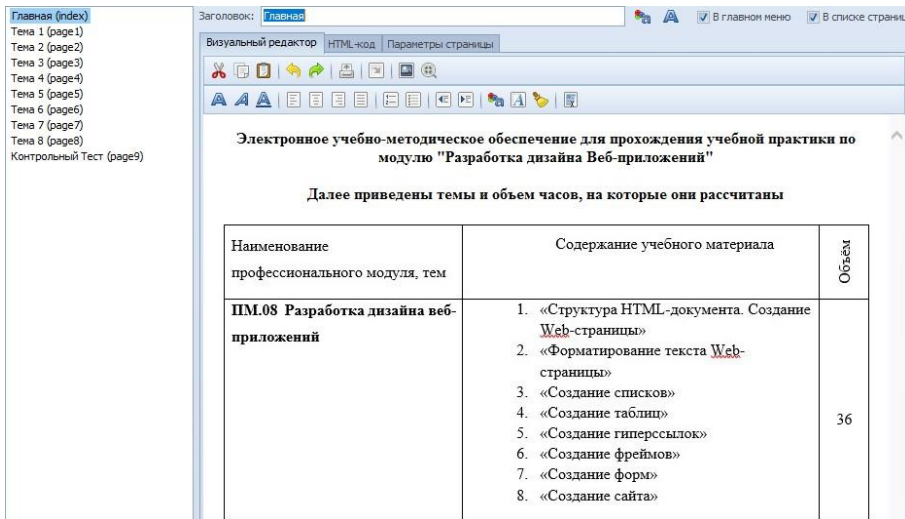 Главная (index)
Тема 1 (page1)
Тема 2 (page2)
Тема 3 (page3)
Тема 4 (page4)
Тема 5 (page5)
Тема 6 (page6)
Тема 7 (page7)
Тема 8 (page8)
Контрольный Тест (page9)
Заголовок: Главная
В главном меню
В списке страниц
Визуальный редактор HTML-код Параметры страницы
Электронное учебно-методическое обеспечение для прохождения учебной практики по
модулю "Разработка дизайна Веб-приложений"
Далее приведены темы и объем часов, на которые они рассчитаны
Наименование
профессионального модуля, тем
Содержание учебного материала
Объём
ПМ.08 Разработка дизайна веб-
приложений
1. «Структура HTML-документа. Создание
Web-страницы»
2. «Форматирование текста Web-
страницы»
3. «Создание списков»
4. «Создание таблиц»
5. «Создание гиперссылок»
6. «Создание фреймов»
7. «Создание форм»
8. «Создание сайта»
36